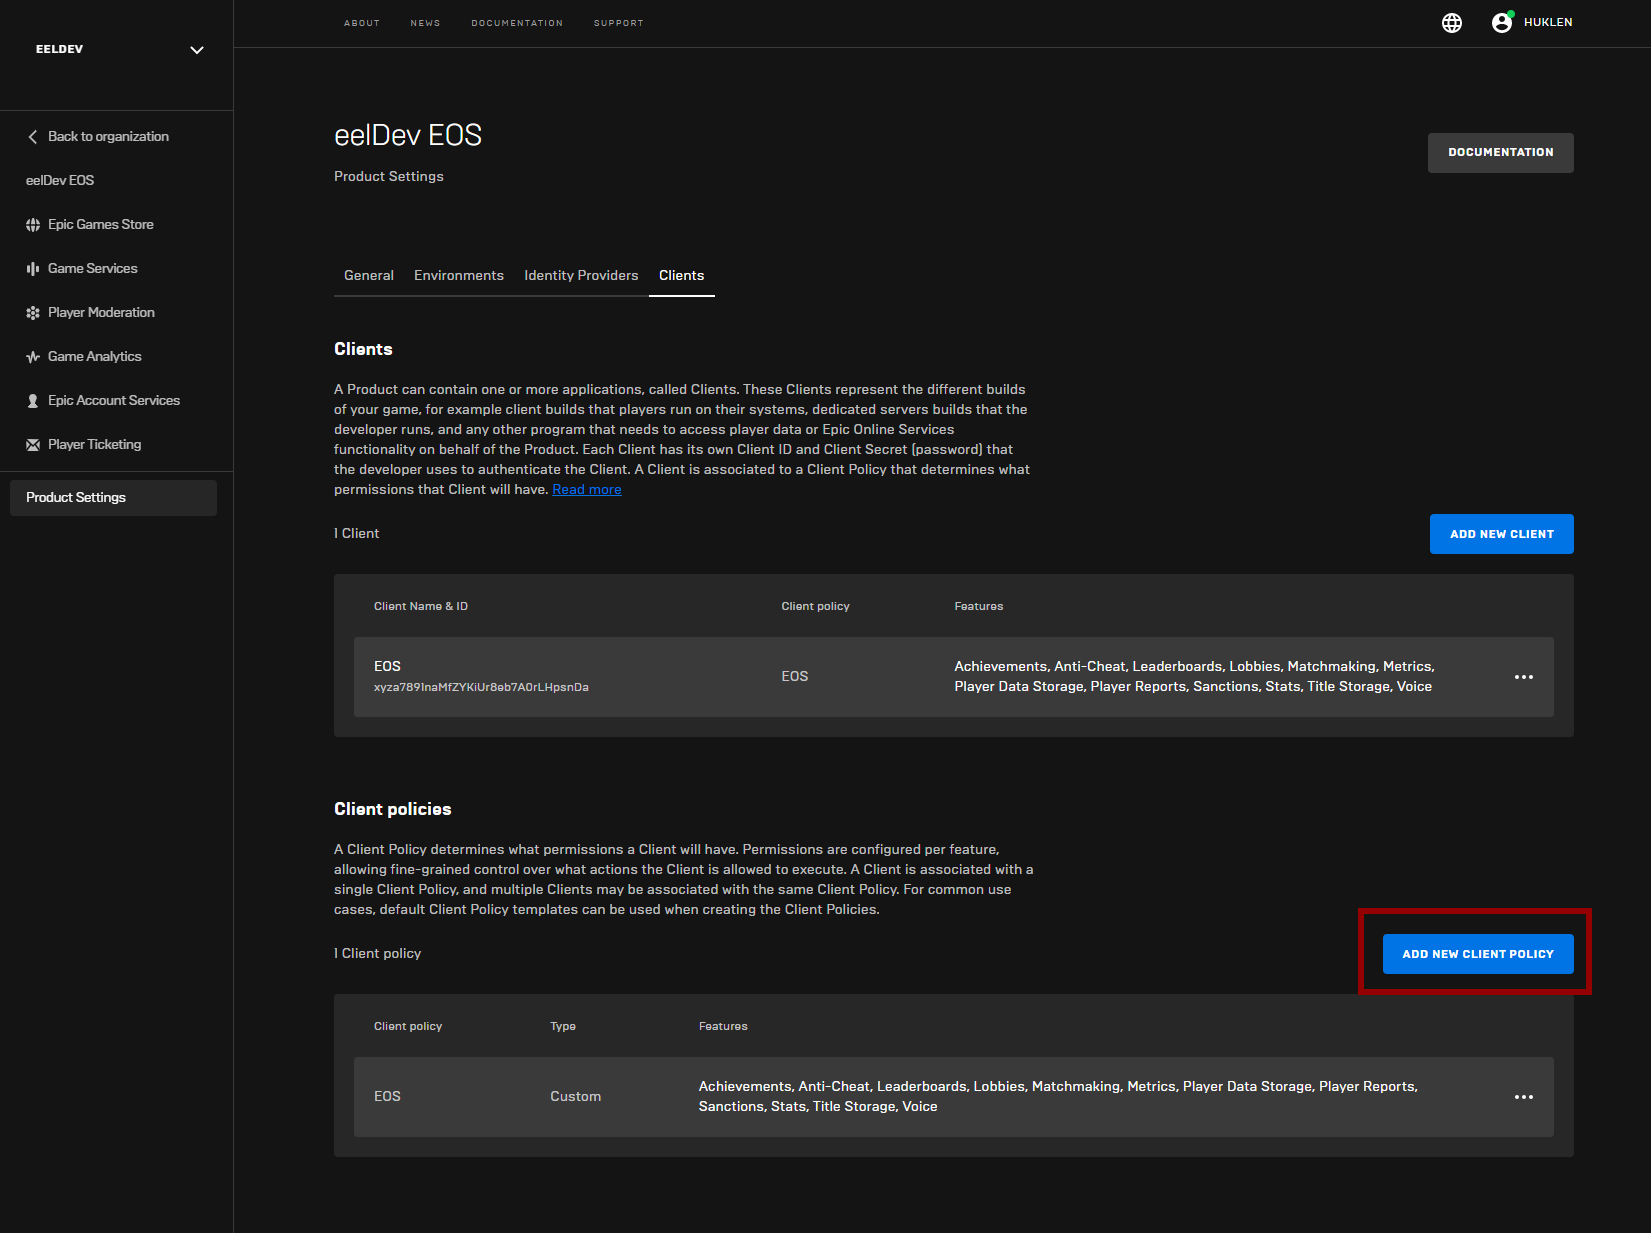 EELDEV
ABOUT NEWS DOCUMENTATION SUPPORT
HUKLEN
Back to organization
eelDev EOS
Epic Games Store
Game Services
Player Moderation
Game Analytics
Epic Account Services
Player Ticketing
Product Settings
eelDev EOS
Product Settings
DOCUMENTATION
General Environments Identity Providers Clients
Clients
A Product can contain one or more applications, called Clients. These Clients represent the different builds
of your game, for example client builds that players run on their systems, dedicated servers builds that the
developer runs, and any other program that needs to access player data or Epic Online Services
functionality on behalf of the Product. Each Client has its own Client ID and Client Secret (password) that
the developer uses to authenticate the Client. A Client is associated to a Client Policy that determines what
permissions that Client will have. Read more
1 Client
ADD NEW CLIENT
Client Name & ID Client policy Features
EOS
xyza7891naMfZYKiUr8eb7A0rLHpsnDa
EOS
Achievements, Anti-Cheat, Leaderboards, Lobbies, Matchmaking, Metrics,
Player Data Storage, Player Reports, Sanctions, Stats, Title Storage, Voice
Client policies
A Client Policy determines what permissions a Client will have. Permissions are configured per feature,
allowing fine-grained control over what actions the Client is allowed to execute. A Client is associated with a
single Client Policy, and multiple Clients may be associated with the same Client Policy. For common use
cases, default Client Policy templates can be used when creating the Client Policies.
1 Client policy
ADD NEW CLIENT POLICY
Client policy Type Features
EOS Custom
Achievements, Anti-Cheat, Leaderboards, Lobbies, Matchmaking, Metrics, Player Data Storage, Player Reports,
Sanctions, Stats, Title Storage, Voice